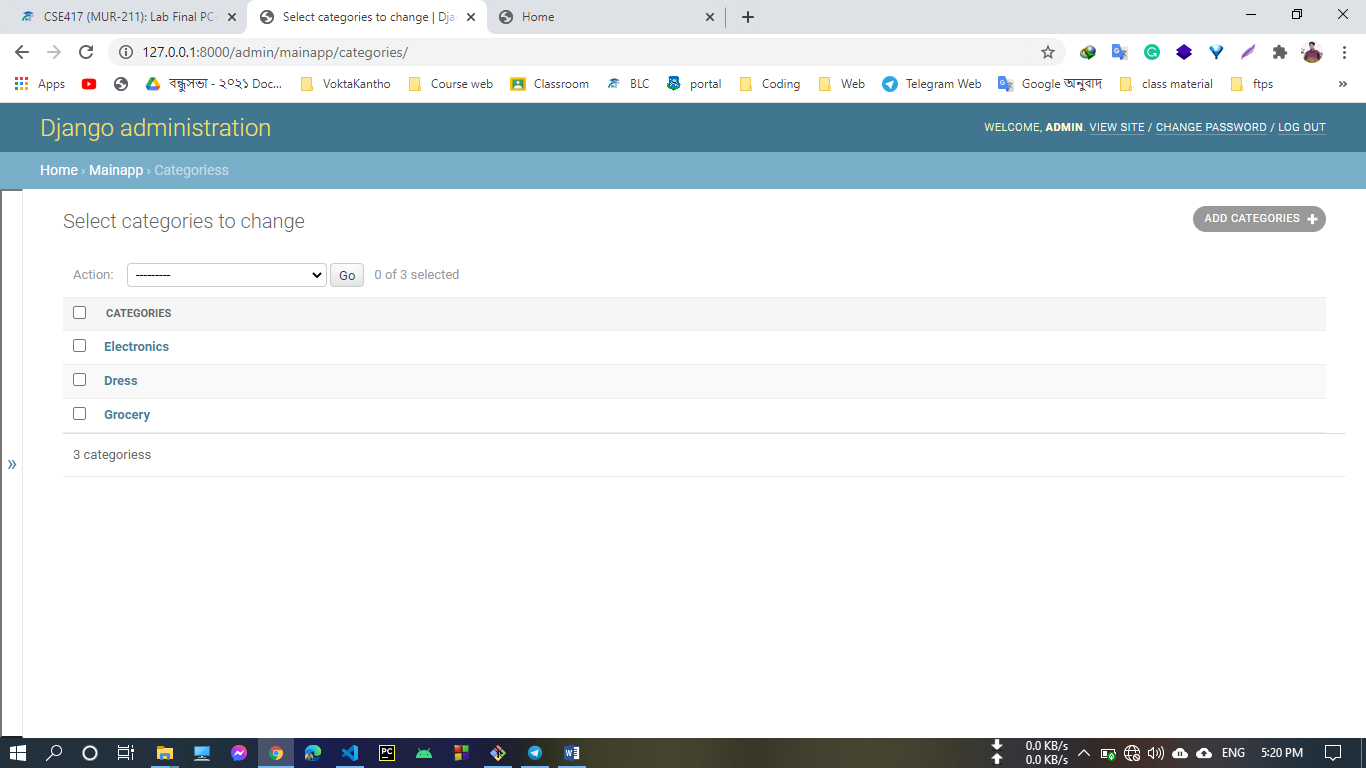 CSE417 (MUR-211): Lab Final PC-
Select categories to change | Dja
Home
127.0.0.1:8000/admin/mainapp/categories/
Apps
বন্ধুসভা - ২০২১ Doc...
VoktaKantho
Course web
Classroom
BLC
portal
Coding
Web
Telegram Web
Google অনুবাদ
class material
ftps
»
Django administration
WELCOME, ADMIN. VIEW SITE / CHANGE PASSWORD / LOG OUT
Home › Mainapp › Categoriess
Select categories to change
ADD CATEGORIES +
Action: --------- Go 0 of 3 selected
CATEGORIES
Electronics
Dress
Grocery
3 categoriess
»
0.0 KB/s
0.0 KB/s
ENG
5:20 PM